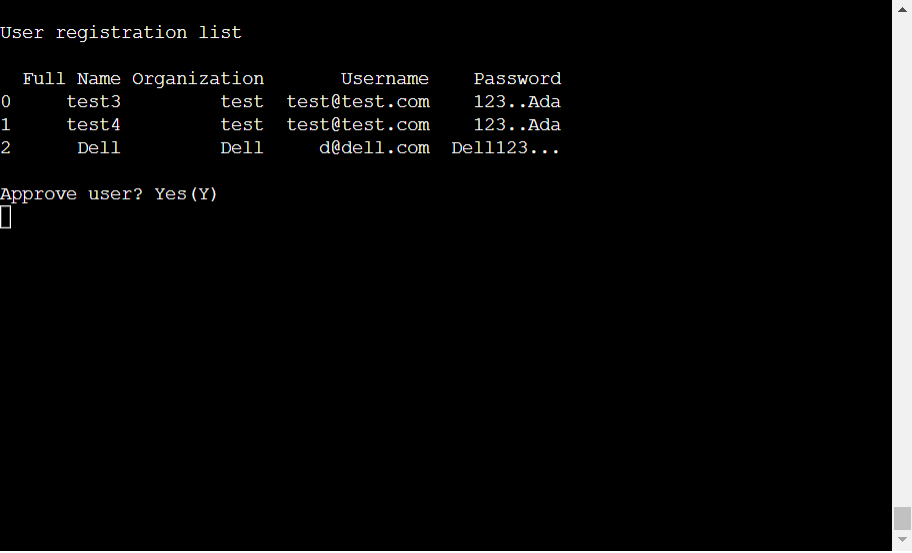 User registration list
Full Name Organization Username Password
0 test3 test test@test.com 123..Ada
1 test4 test test@test.com 123..Ada
2 Dell Dell d@dell.com Dell123...
Approve user? Yes(Y)